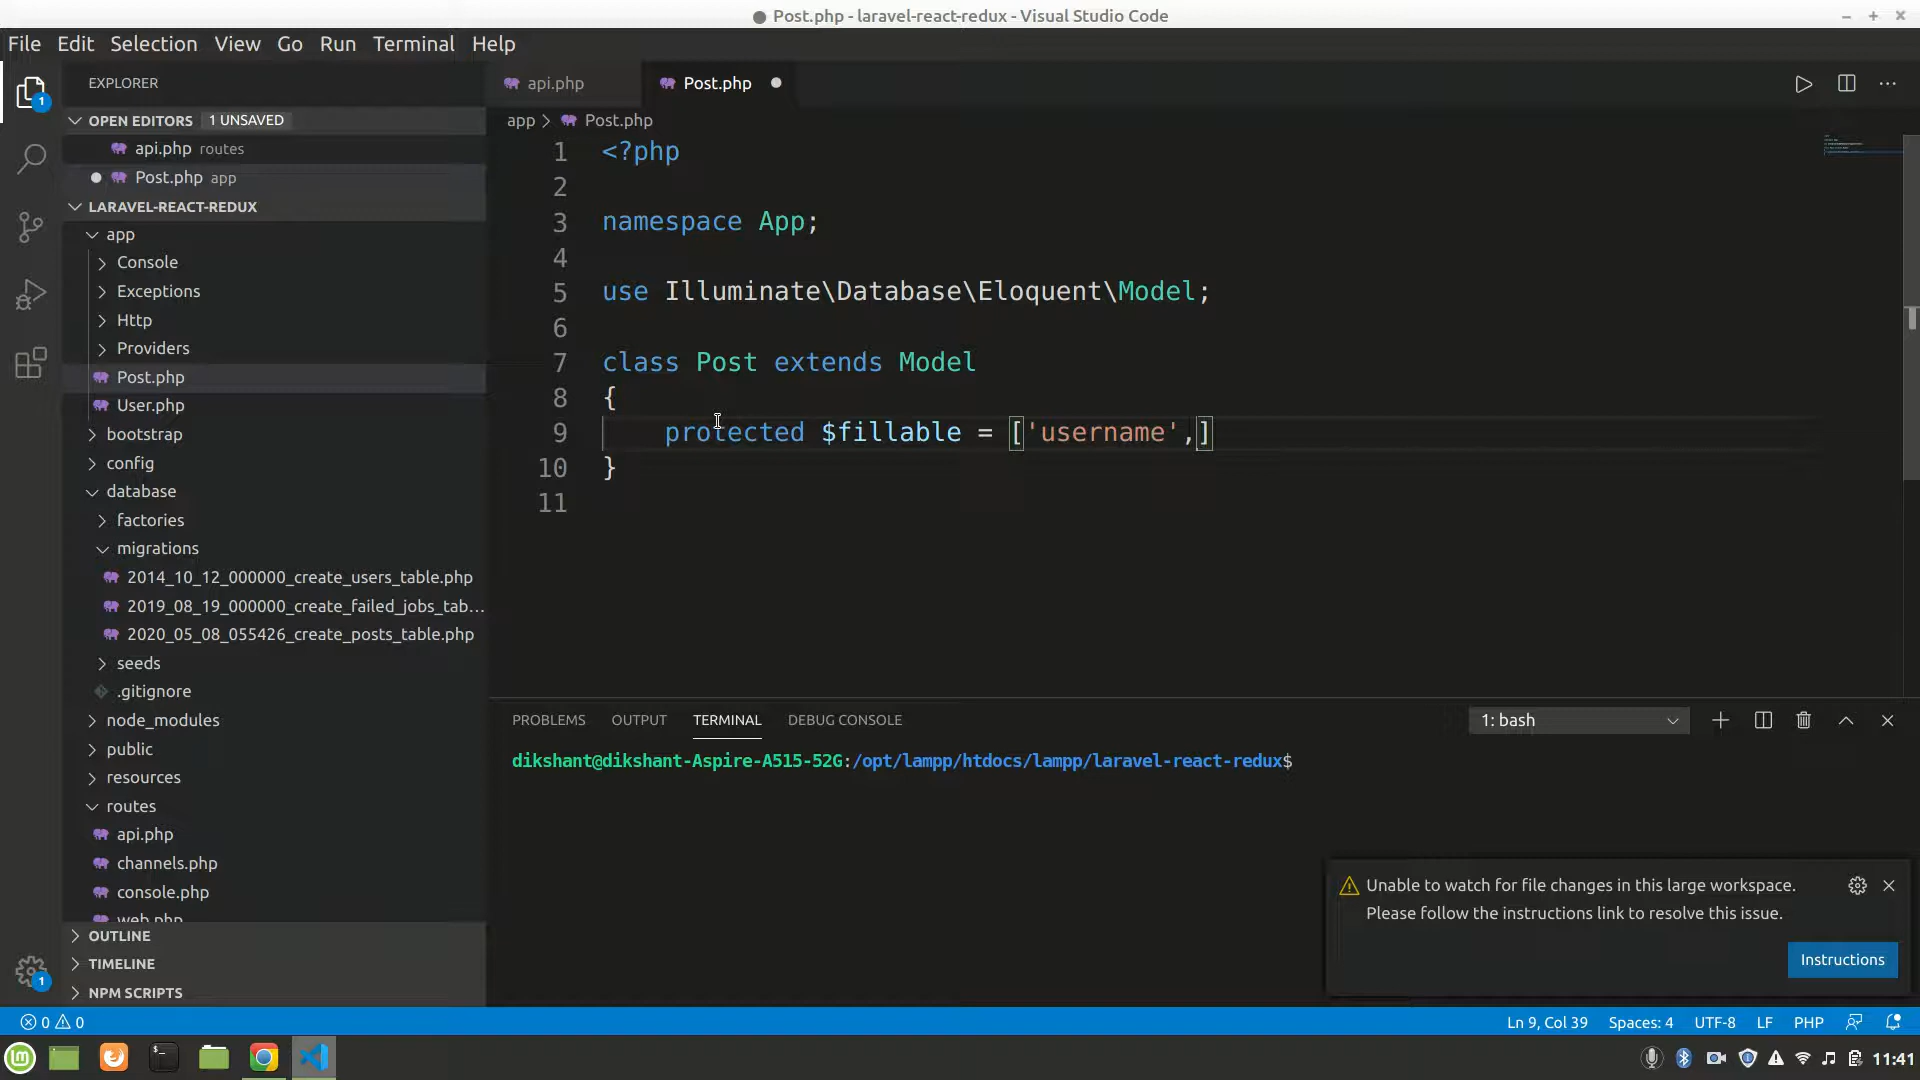 Post.php - laravel-react-redux - Visual Studio Code
File Edit Selection View Go Run Terminal Help
EXPLORER
OPEN EDITORS 1 UNSAVED
api.php routes
Post.php app
LARAVEL-REACT-REDUX
app
Console
Exceptions
Http
Providers
Post.php
User.php
bootstrap
config
database
factories
migrations
2014_10_12_000000_create_users_table.php
2019_08_19_000000_create_failed_jobs_tab...
2020_05_08_055426_create_posts_table.php
seeds
.gitignore
node_modules
public
resources
routes
api.php
channels.php
console.php
web.php
OUTLINE
TIMELINE
NPM SCRIPTS
api.php Post.php
app > Post.php
1 <?php
2
3 namespace App;
4
5 use Illuminate\Database\Eloquent\Model;
6
7 class Post extends Model
8 {
9 protected $fillable = ['username',]
10 }
11
PROBLEMS OUTPUT TERMINAL DEBUG CONSOLE 1: bash
dikshant@dikshant-Aspire-A515-52G:/opt/lampp/htdocs/lampp/laravel-react-redux$
Unable to watch for file changes in this large workspace.
Please follow the instructions link to resolve this issue.
Instructions
1
1
0 0 Ln 9, Col 39 Spaces: 4 UTF-8 LF PHP
11:41